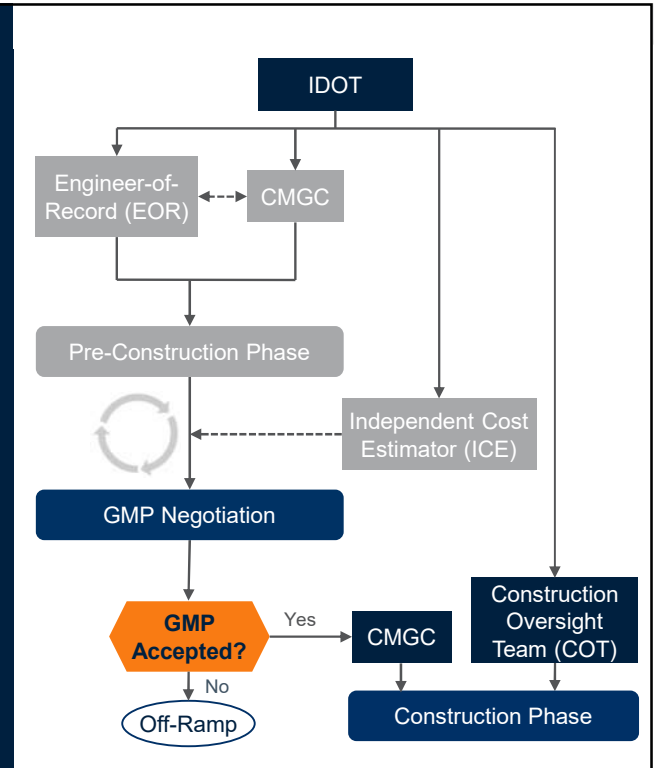 IDOT
Engineer-of-
Record (EOR)
CMGC
Pre-Construction Phase
Independent Cost
Estimator (ICE)
GMP Negotiation
GMP
Accepted?
Yes
CMGC
Construction
Oversight
Team (COT)
No
Off-Ramp
Construction Phase